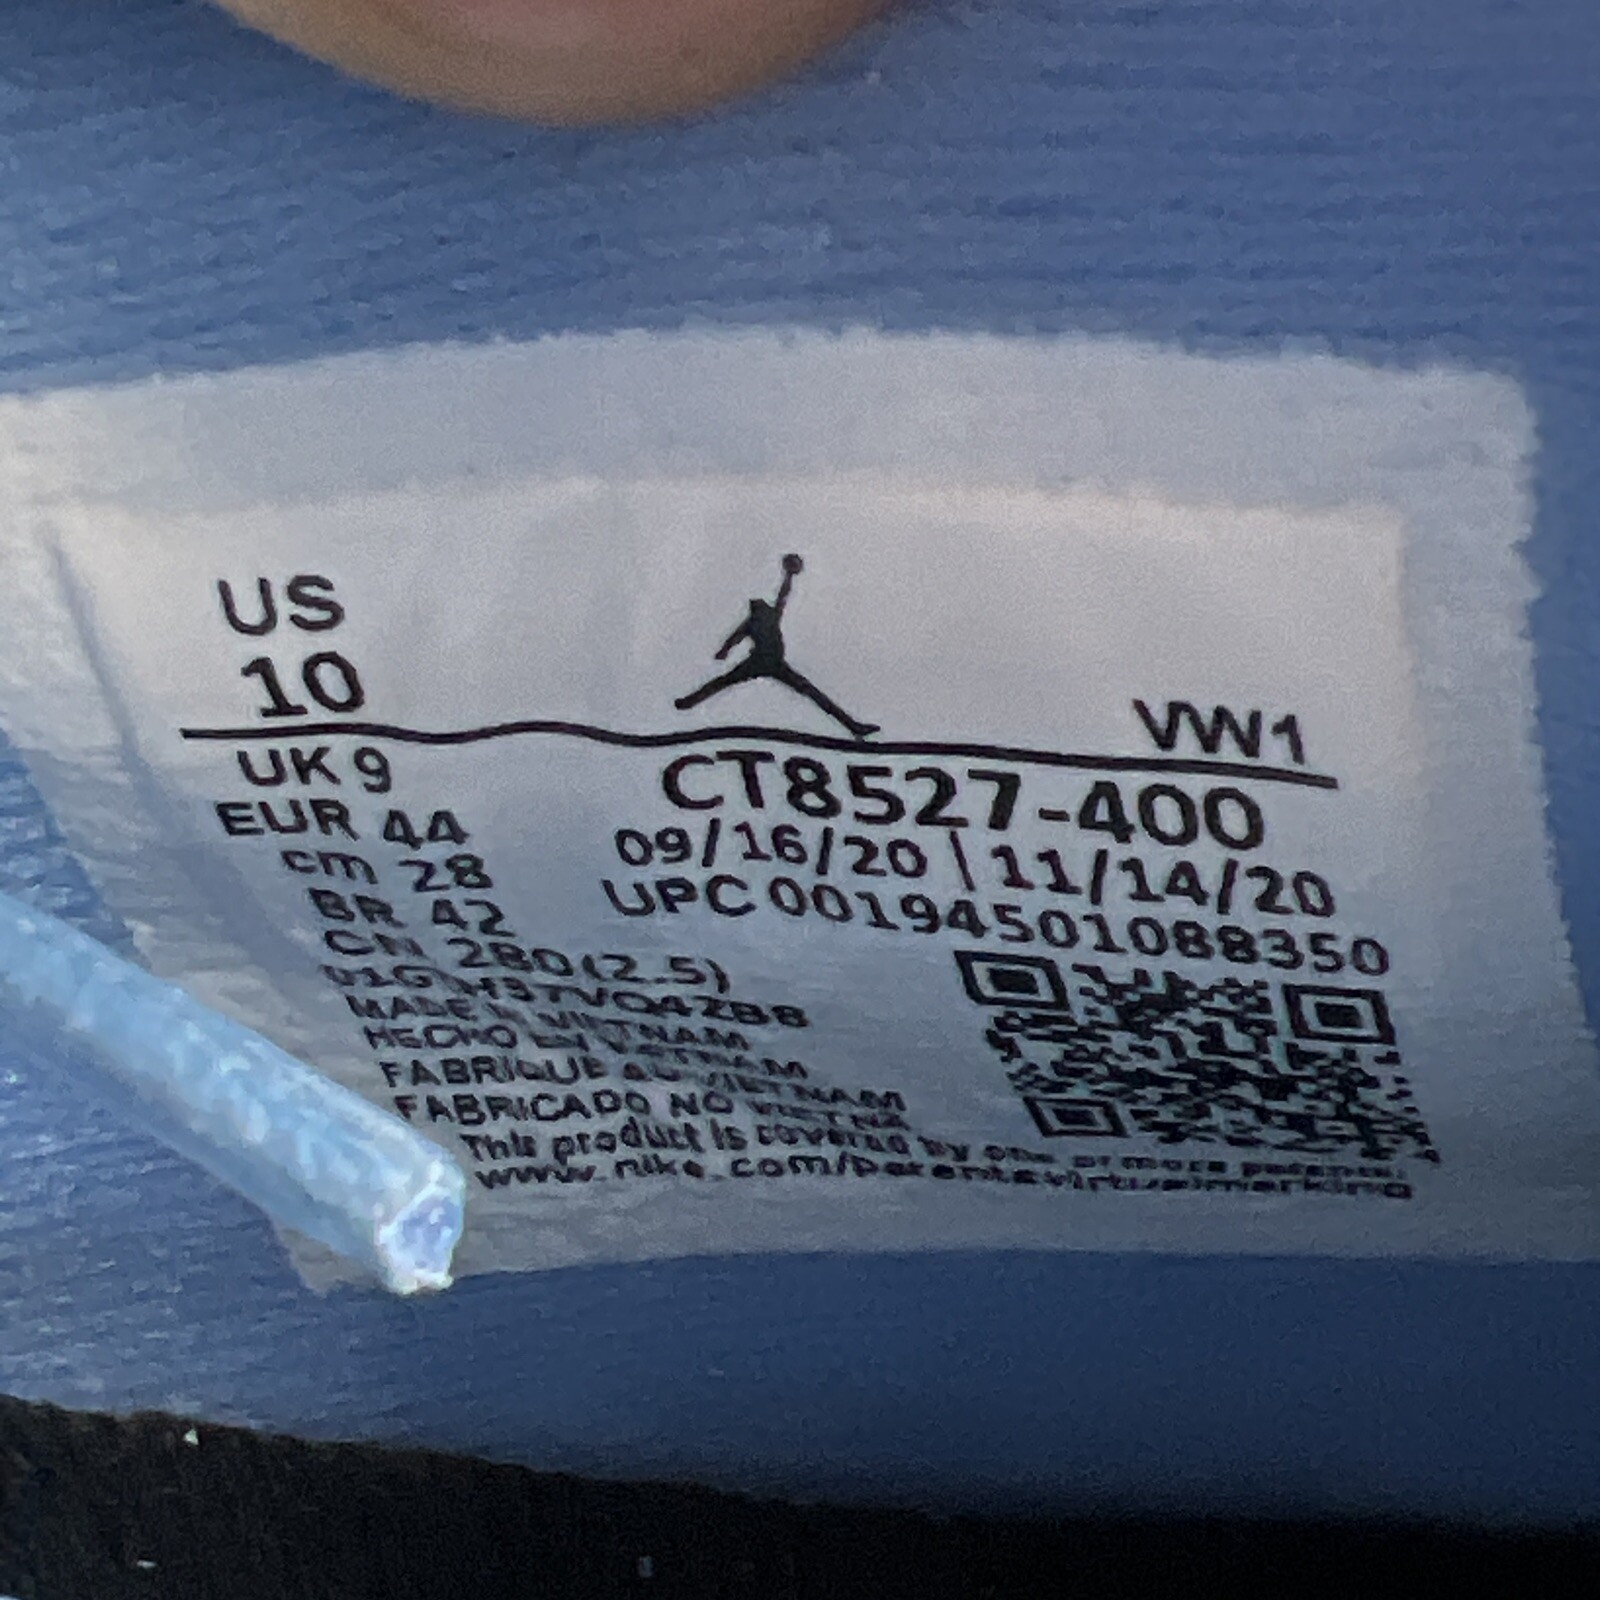 US
10
VW1
UK 9
CT8527-400
EUR 44
09/16/20 | 11/14/20
cm 28
UPC 00194501088350
BR 42
CN 280(2.5)
MADE IN VIETNAM
HECHO EN VIETNAM
FABRIQUE AU VIETNAM
FABRICADO NO
This product is covered by one or more patents.
www.nike.com/patentsvirtualmarking